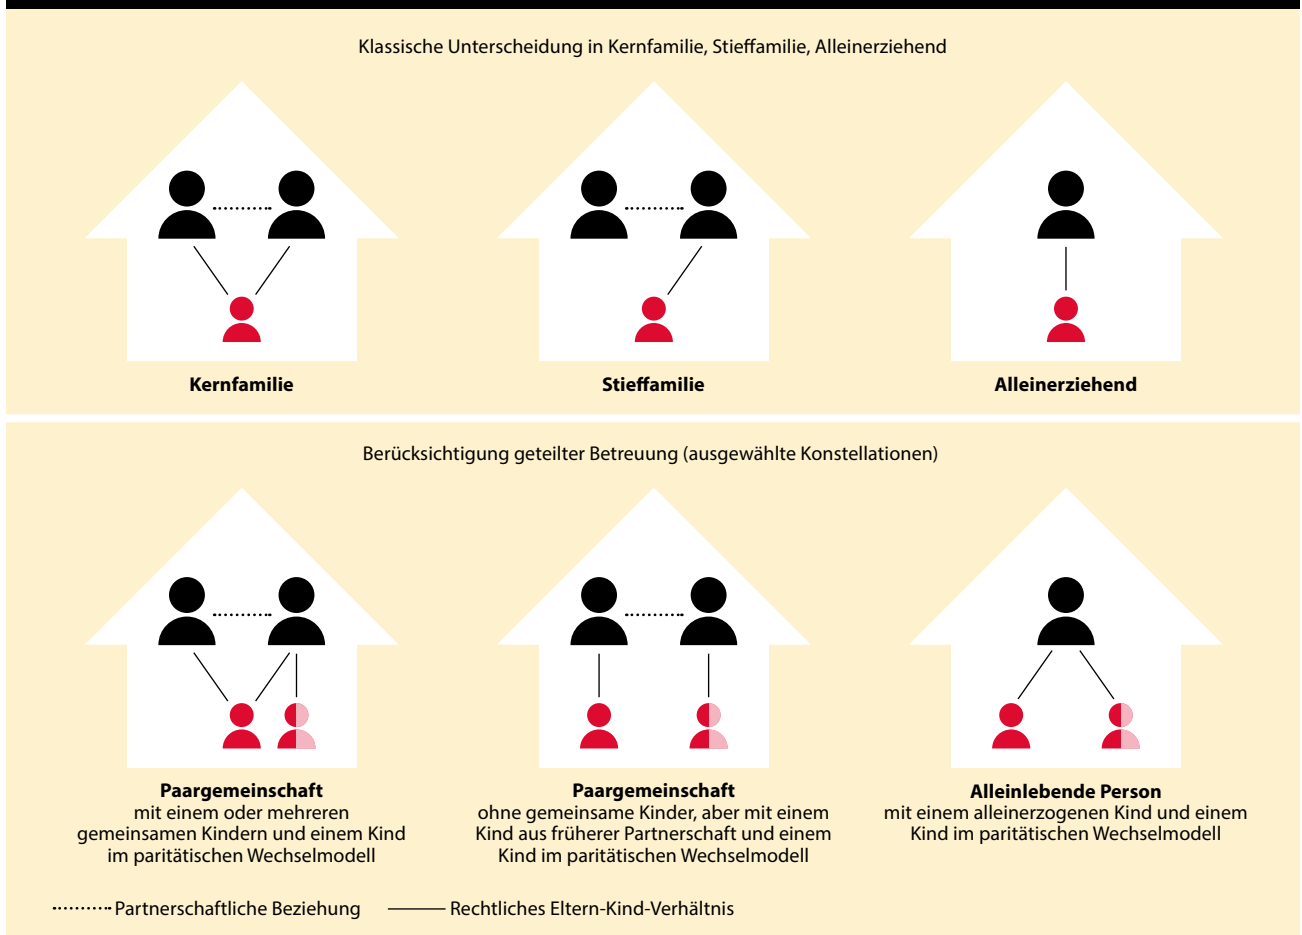 Klassische Unterscheidung in Kernfamilie, Stieffamilie, Alleinerziehend
Kernfamilie
Stieffamilie
Alleinerziehend
Berücksichtigung geteilter Betreuung (ausgewählte Konstellationen)
Paargemeinschaft
mit einem oder mehreren
gemeinsamen Kindern und einem Kind
im paritätischen Wechselmodell
Paargemeinschaft
ohne gemeinsame Kinder, aber mit einem
Kind aus früherer Partnerschaft und einem
Kind im paritätischen Wechselmodell
Alleinlebende Person
mit einem alleinerzogenen Kind und einem
Kind im paritätischen Wechselmodell
Partnerschaftliche Beziehung
Rechtliches Eltern-Kind-Verhältnis